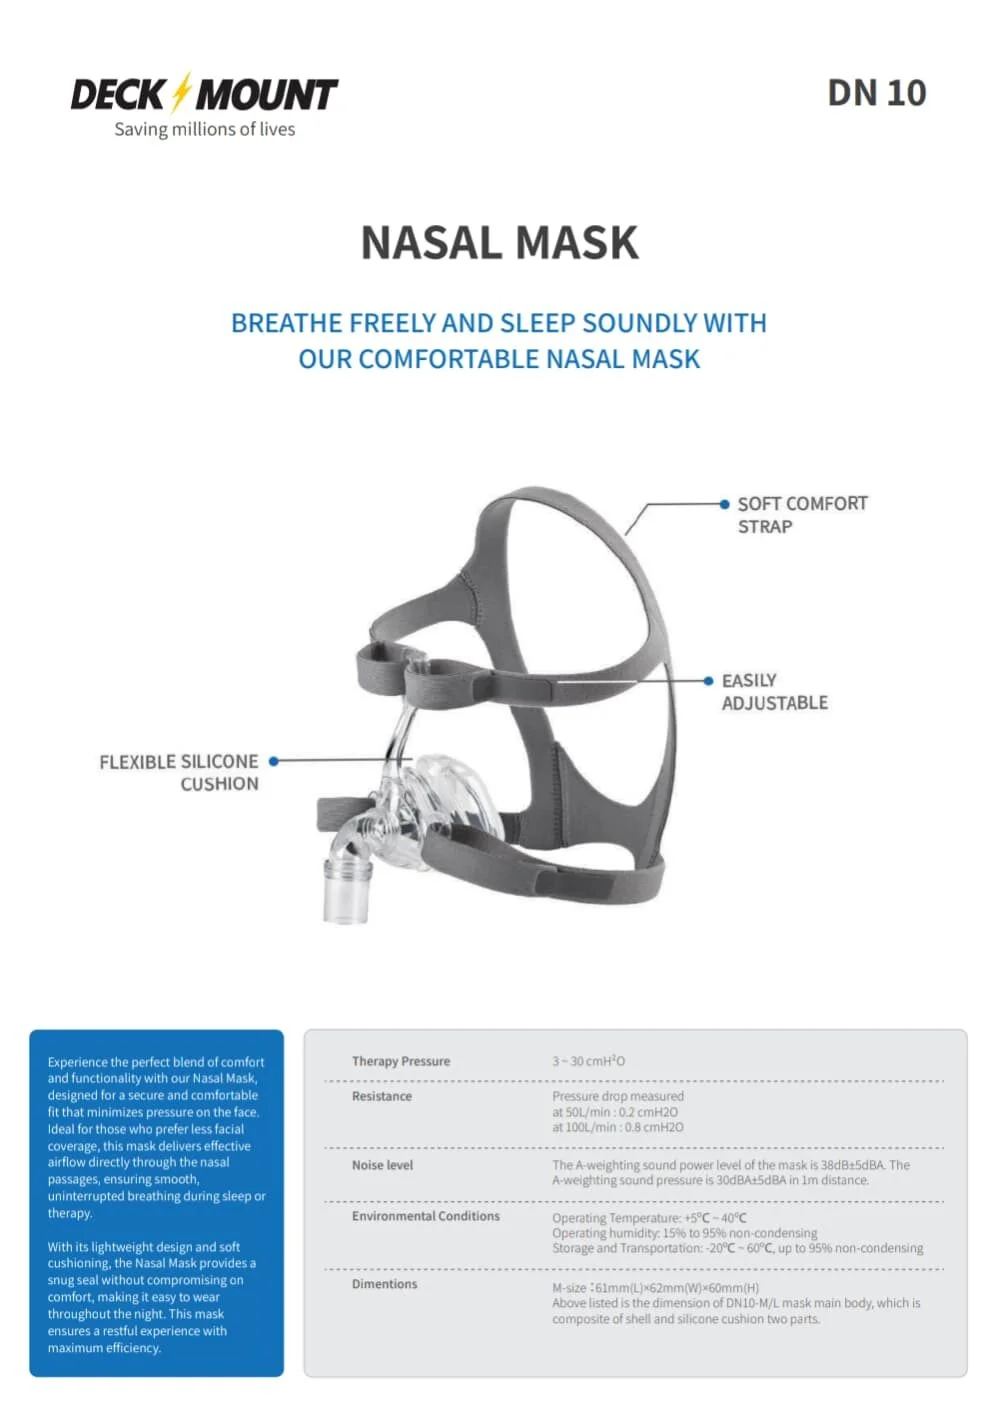 DECK MOUNT
Saving millions of lives
DN 10
NASAL MASK
BREATHE FREELY AND SLEEP SOUNDLY WITH
OUR COMFORTABLE NASAL MASK
SOFT COMFORT
STRAP
EASILY
ADJUSTABLE
FLEXIBLE SILICONE
CUSHION
Experience the perfect blend of comfort
and functionality with our Nasal Mask,
designed for a secure and comfortable
fit that minimizes pressure on the face.
Ideal for those who prefer less facial
coverage, this mask delivers effective
airflow directly through the nasal
passages, ensuring smooth,
uninterrupted breathing during sleep or
therapy.
With its lightweight design and soft
cushioning, the Nasal Mask provides a
snug seal without compromising on
comfort, making it easy to wear
throughout the night. This mask
ensures a restful experience with
maximum efficiency.
Therapy Pressure 3 ~ 30 cmH²O
Resistance Pressure drop measured
at 50L/min : 0.2 cmH2O
at 100L/min : 0.8 cmH2O
Noise level The A-weighting sound power level of the mask is 38dB±5dBA. The
A-weighting sound pressure is 30dBA±5dBA in 1m distance.
Environmental Conditions Operating Temperature: +5℃ ~ 40℃
Operating humidity: 15% to 95% non-condensing
Storage and Transportation: -20℃ ~ 60℃, up to 95% non-condensing
Dimentions M-size：61mm(L)×62mm(W)×60mm(H)
Above listed is the dimension of DN10-M/L mask main body, which is
composite of shell and silicone cushion two parts.